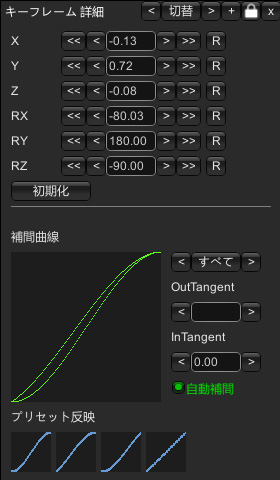 キーフレーム 詳細 < 切替 > + x
X << < -0.13 > >> R
Y << < 0.72 > >> R
Z << < -0.08 > >> R
RX << < -80.03 > >> R
RY << < 180.00 > >> R
RZ << < -90.00 > >> R
初期化
補間曲線
< すべて >
OutTangent
< >
InTangent
< 0.00 >
自動補間
プリセット反映